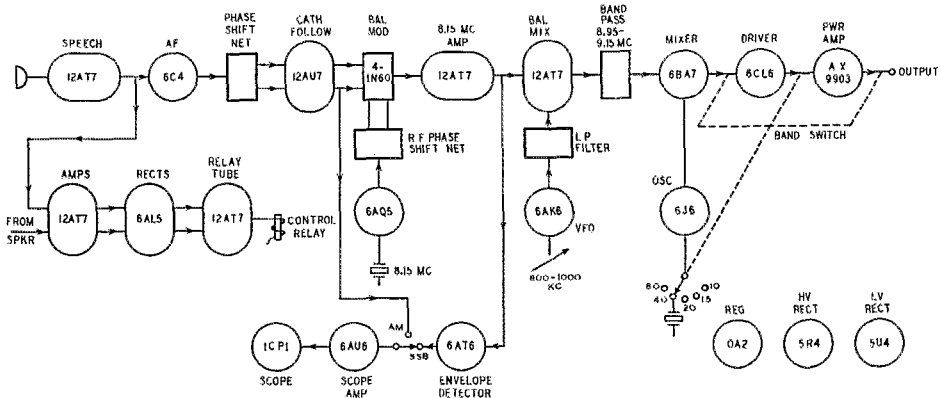 SPEECH
12AT7
AF
6C4
PHASE
SHIFT
NET
CATH
FOLLOW
12AU7
BAL
MOD
4-
1N60
8.15 MC
AMP
12AT7
BAL
MIX
12AT7
BAND
PASS
8.95-
9.15 MC
MIXER
6BA7
DRIVER
6CL6
PWR
AMP
AX
9903
OUTPUT
BAND SWITCH
RF PHASE
SHIFT NET
LP
FILTER
AMPS
12AT7
RECTS
6AL5
RELAY
TUBE
12AT7
FROM
SPKR
CONTROL
RELAY
6AQ5
8.15 MC
6AK6
VFO
800-1000
KC
OSC
6J6
80
40
20
15
10
AM
SSB
1CP1
SCOPE
6AU6
SCOPE
AMP
6AT6
ENVELOPE
DETECTOR
REG
0A2
HV
RECT
5R4
LV
RECT
5U4